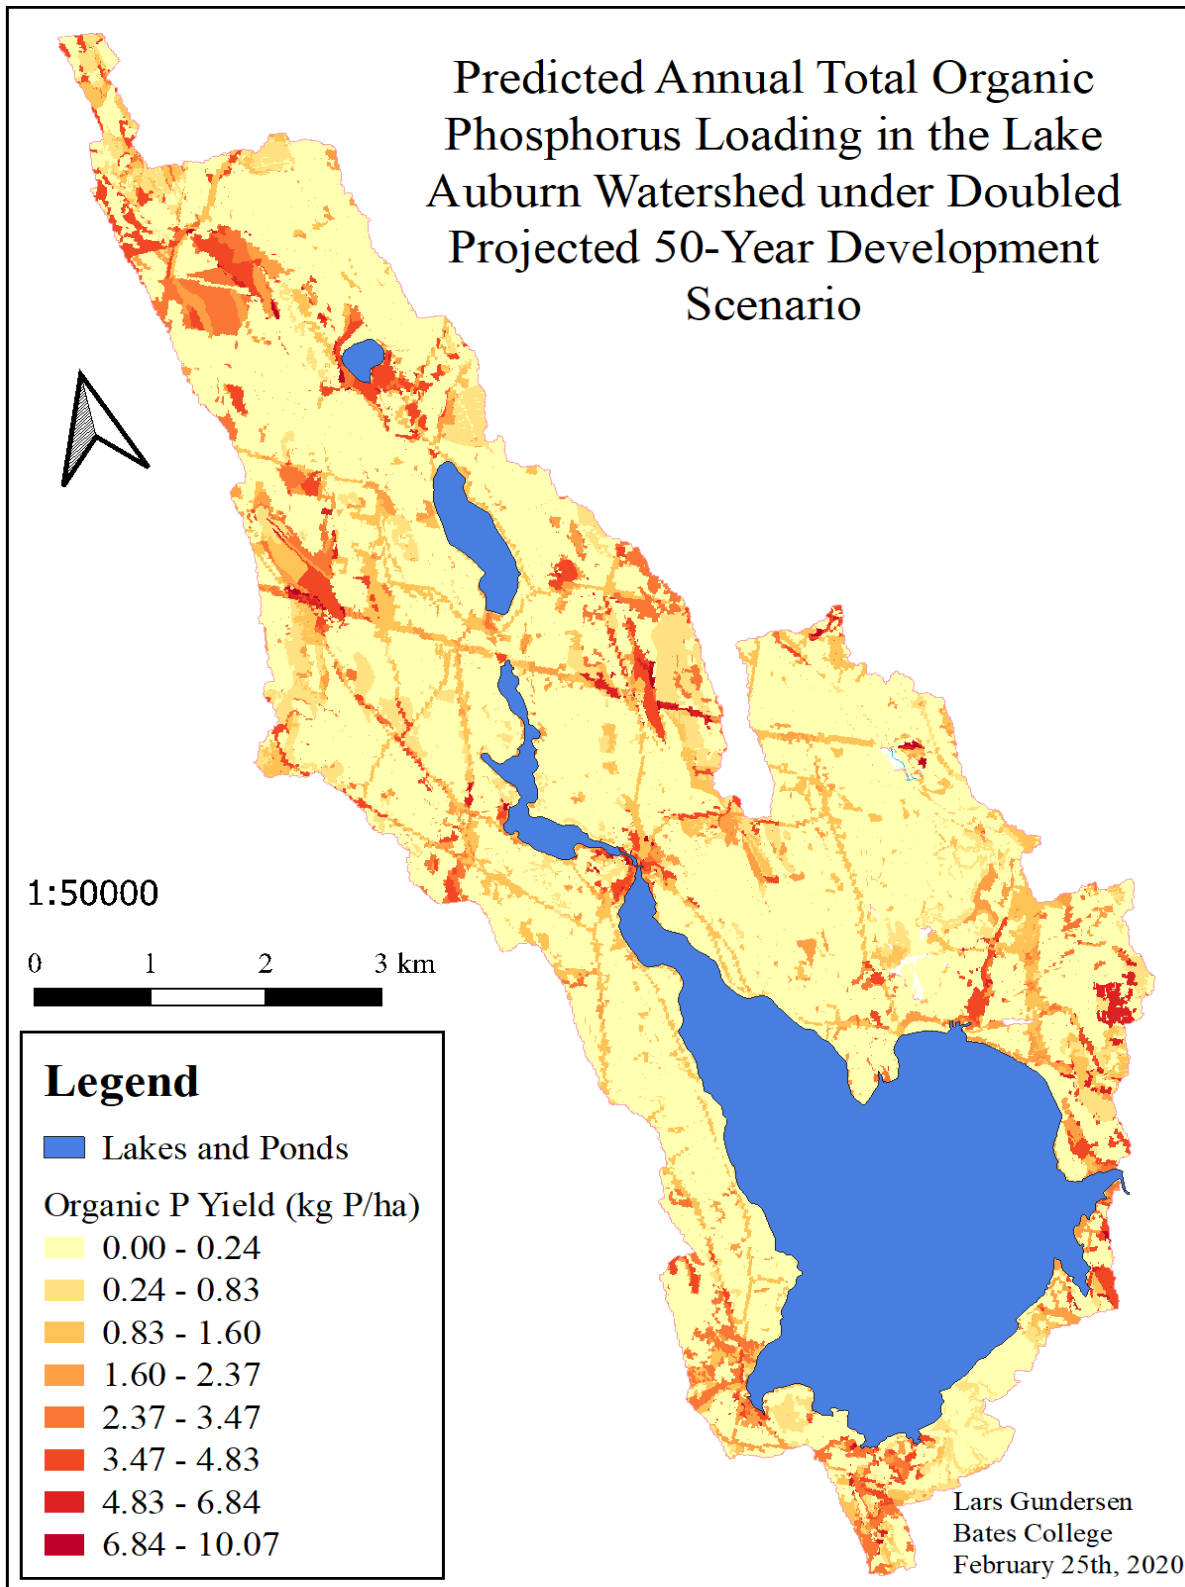 Predicted Annual Total Organic
Phosphorus Loading in the Lake
Auburn Watershed under Doubled
Projected 50-Year Development
Scenario
1:50000
0 1 2 3 km
Legend
Lakes and Ponds
Organic P Yield (kg P/ha)
0.00 - 0.24
0.24 - 0.83
0.83 - 1.60
1.60 - 2.37
2.37 - 3.47
3.47 - 4.83
4.83 - 6.84
6.84 - 10.07
Lars Gundersen
Bates College
February 25th, 2020